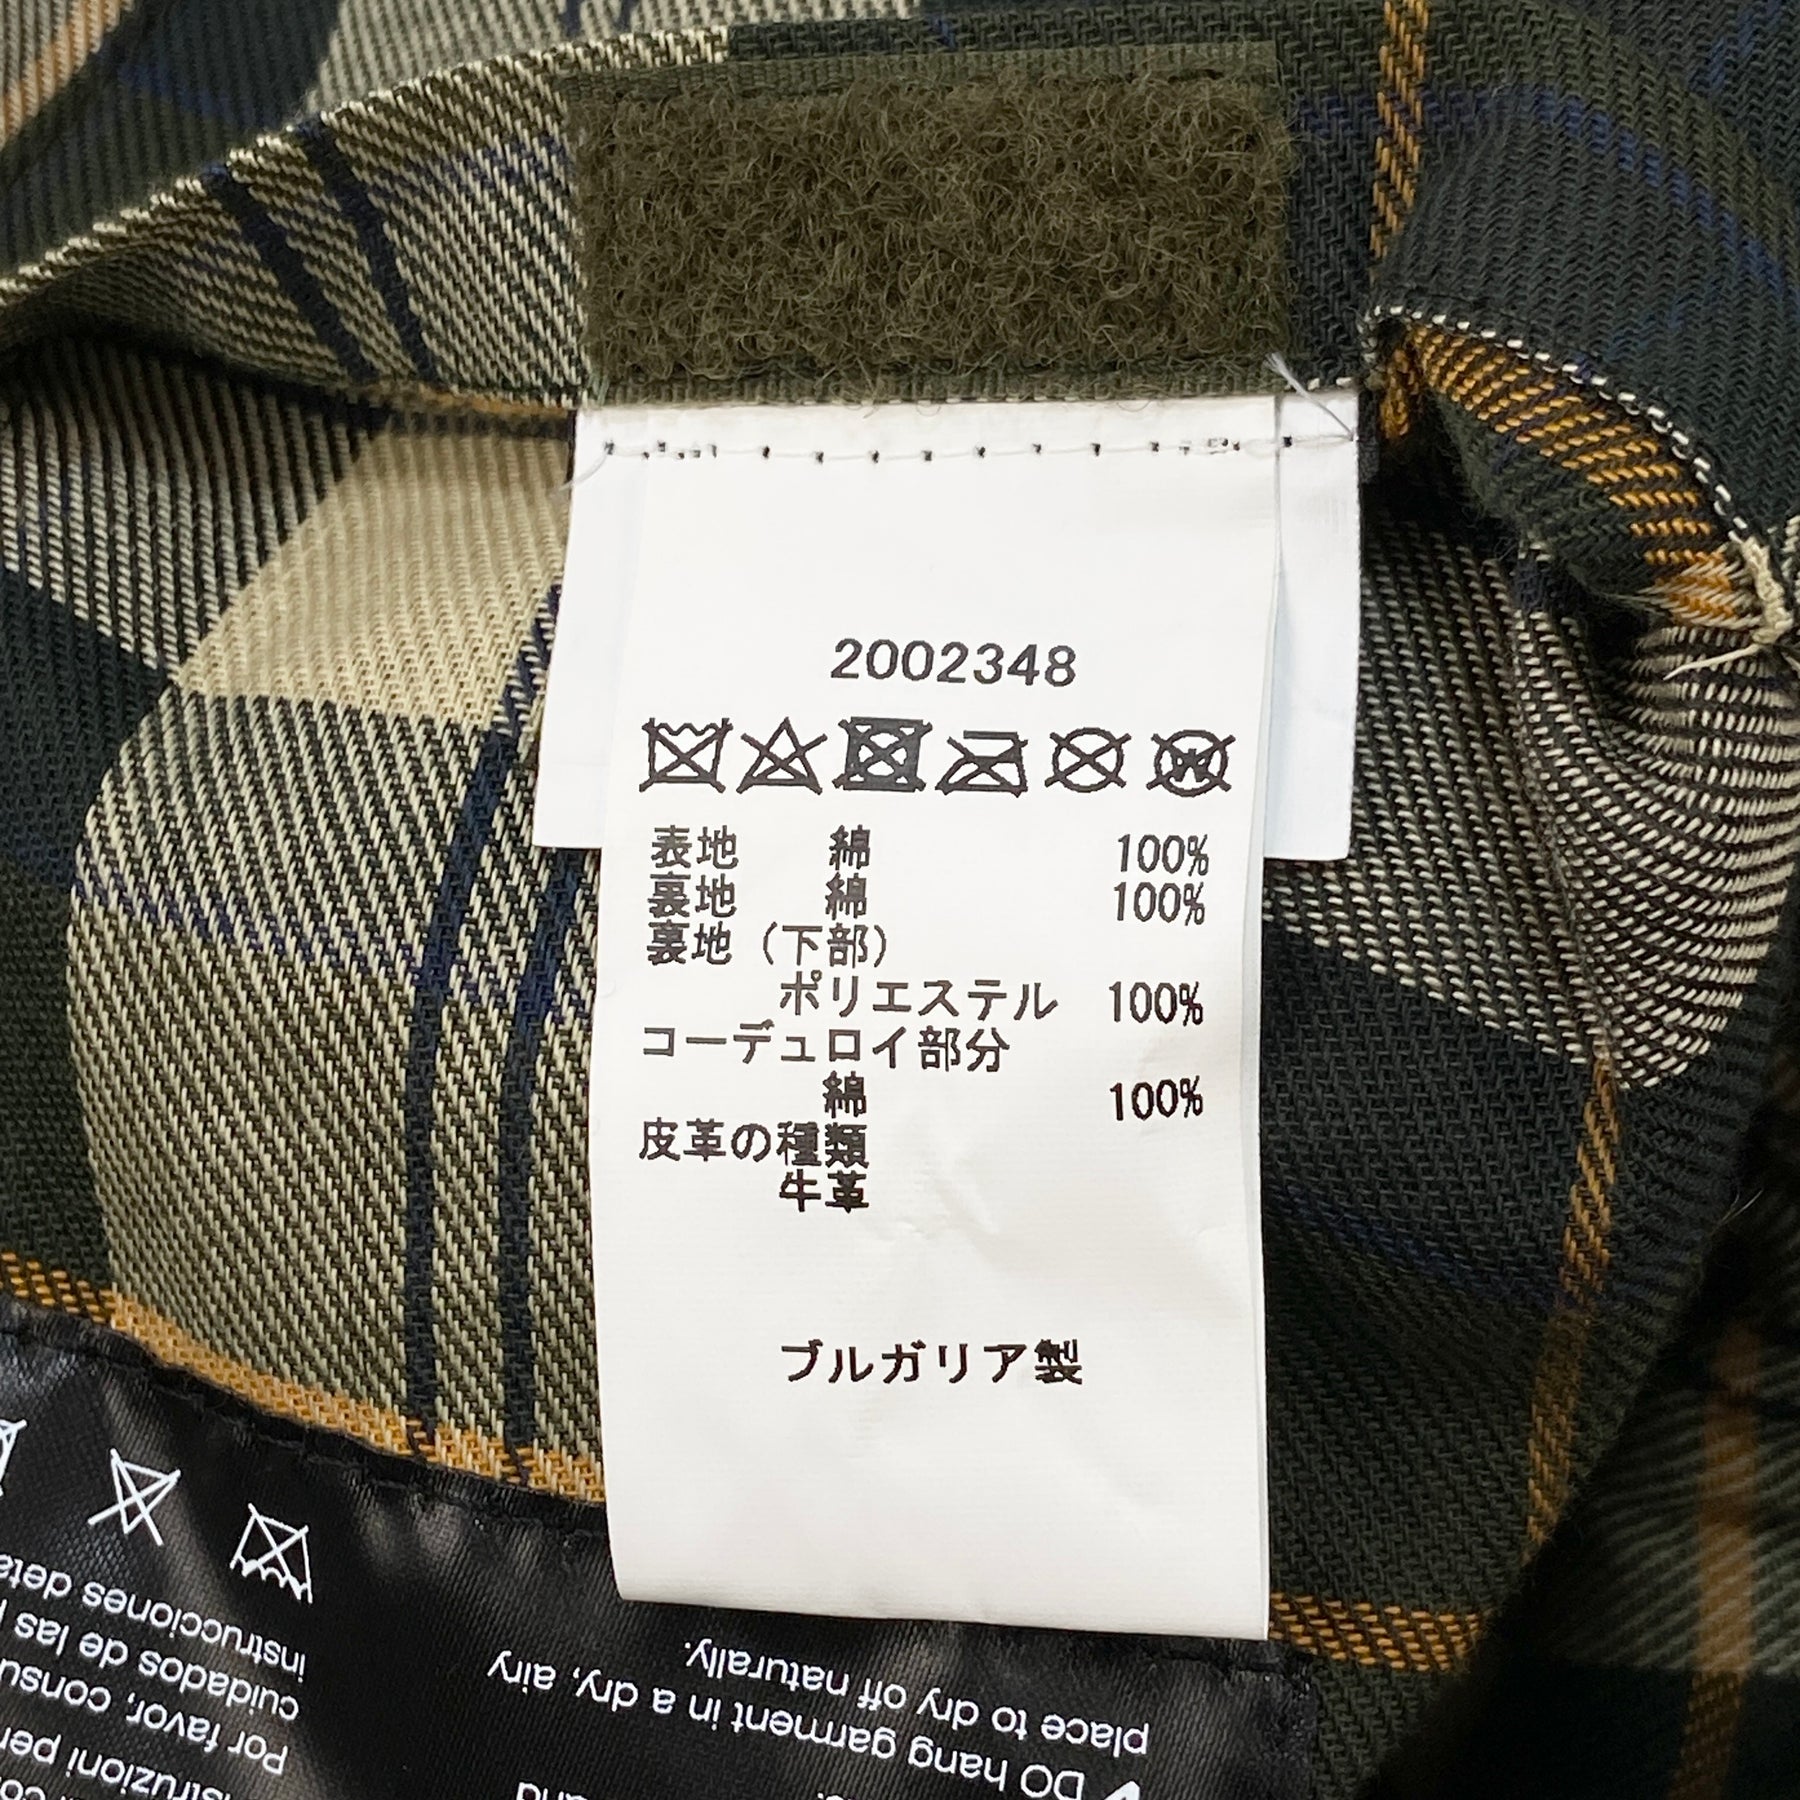 2002348
表地 綿 100%
裏地 綿 100%
裏地（下部）
ポリエステル 100%
コーデュロイ部分
綿 100%
皮革の種類
牛革
ブルガリア製
DO hang garment in a dry, airy
place to dry off naturally.
Por favor,
cuidados de las
instrucciones